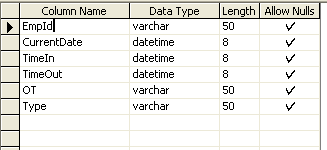 Column Name Data Type Length Allow Nulls
EmpId varchar 50
CurrentDate datetime 8
TimeIn datetime 8
TimeOut datetime 8
OT varchar 50
Type varchar 50